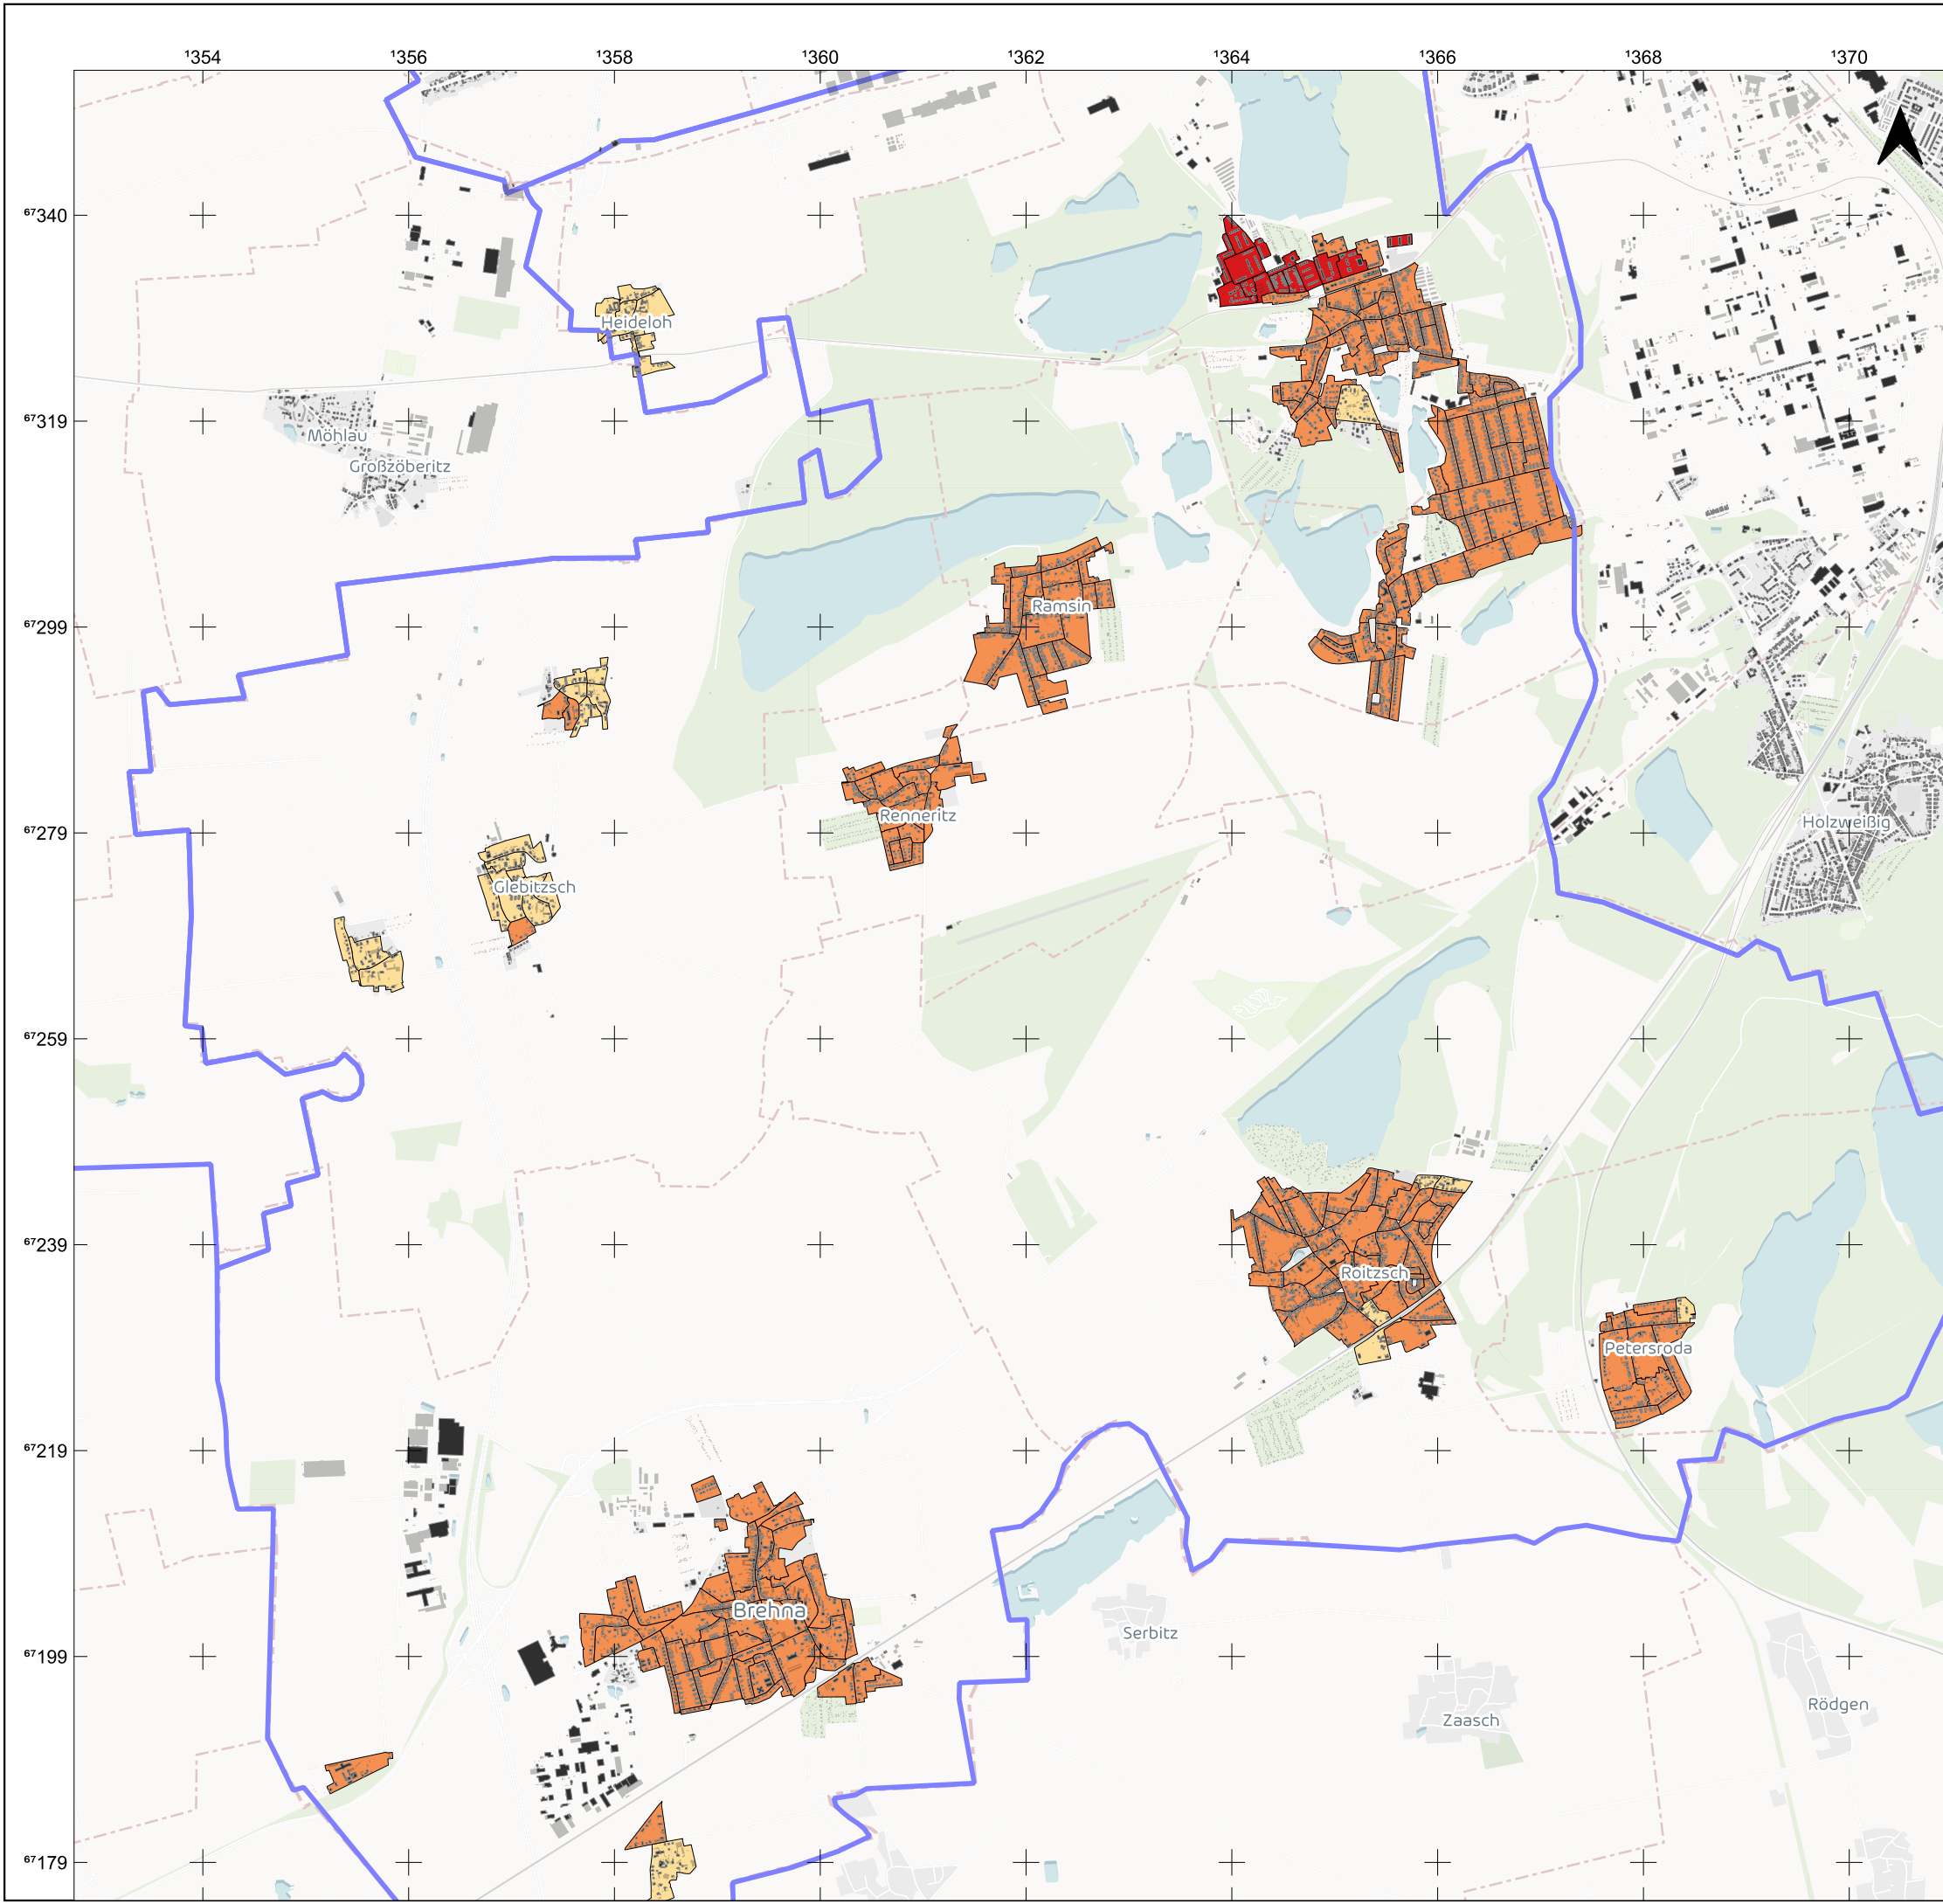 ¹³54 ¹³56 ¹³58 ¹³60 ¹³62 ¹³64 ¹³66 ¹³68 ¹³70
⁶⁷340
Heideloh
⁶⁷319
Möhlau
Großzöberitz
Ramsin
⁶⁷299
Renneritz
Holzweißig
⁶⁷279
Glebitzsch
⁶⁷259
⁶⁷239
Roitzsch
Petersroda
⁶⁷219
Brehna
Serbitz
⁶⁷199
Rödgen
Zaasch
⁶⁷179